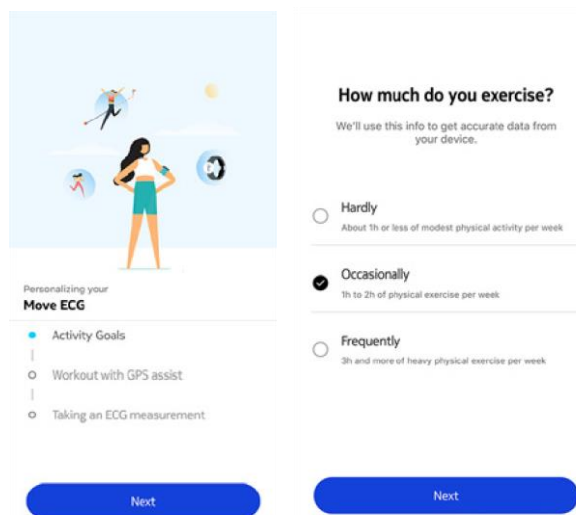 Personalizing your
Move ECG
Activity Goals
Workout with GPS assist
Taking an ECG measurement
Next
How much do you exercise?
We'll use this info to get accurate data from
your device.
Hardly
About 1h or less of modest physical activity per week
Occasionally
1h to 2h of physical exercise per week
Frequently
3h and more of heavy physical exercise per week
Next